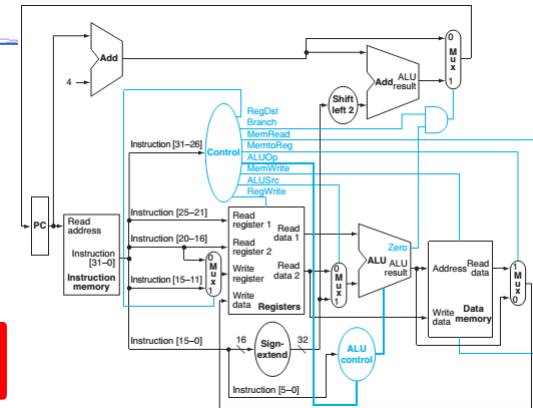 0
M
u
x
1
Add
4
Add ALU
result
Shift
left 2
RegDst
Branch
MemRead
MemtoReg
ALUOp
MemWrite
ALUSrc
RegWrite
Control
Instruction [31–26]
Instruction [25–21]
Instruction [20–16]
Instruction [15–11]
Instruction [15–0]
Instruction [5–0]
PC
Read
address
Instruction
[31–0]
Instruction
memory
0
M
u
x
1
Read
register 1
Read
register 2
Write
register
Write
data
Read
data 1
Read
data 2
Registers
0
M
u
x
1
Zero
ALU ALU
result
Address
Read
data
Write
data
Data
memory
1
M
u
x
0
16
Sign-
extend
32
ALU
control